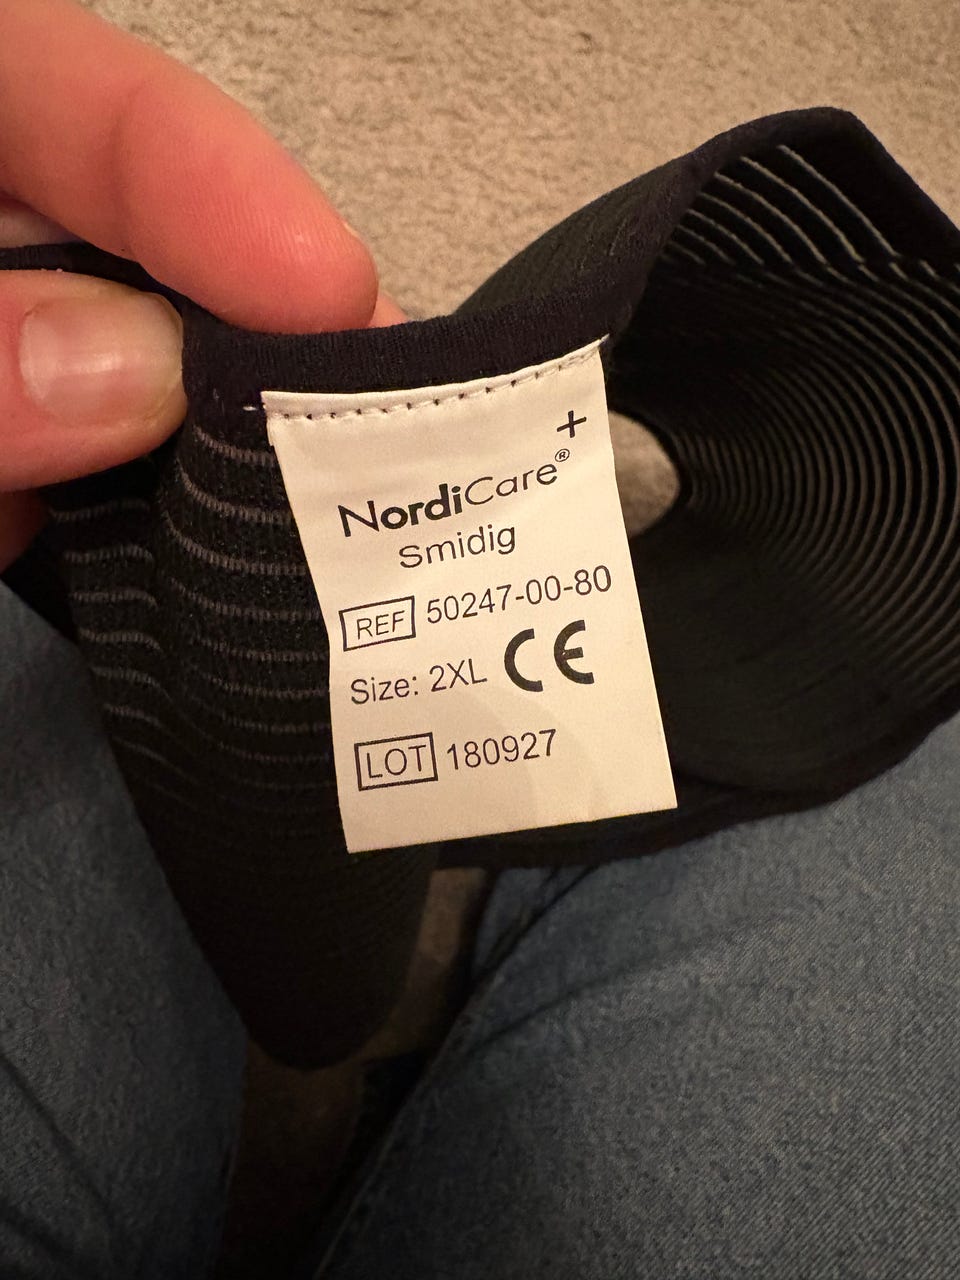 NordiCare®
Smidig
REF 50247-00-80
Size: 2XL CE
LOT 180927